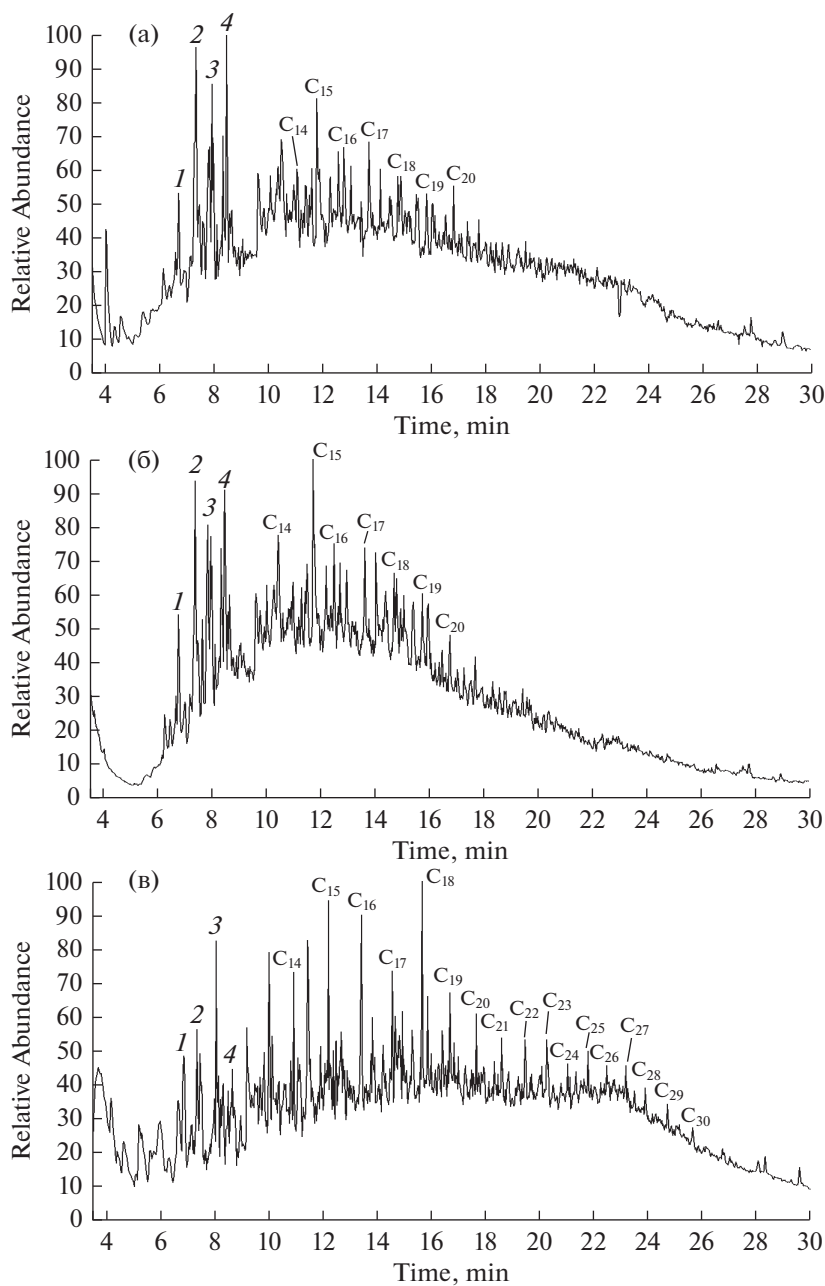 (а)
Relative Abundance
100
90
80
70
60
50
40
30
20
10
0
1
2
3
4
C14
C15
C16
C17
C18
C19
C20
4 6 8 10 12 14 16 18 20 22 24 26 28 30
Time, min
(б)
Relative Abundance
100
90
80
70
60
50
40
30
20
10
0
1
2
3
4
C14
C15
C16
C17
C18
C19
C20
4 6 8 10 12 14 16 18 20 22 24 26 28 30
Time, min
(в)
Relative Abundance
100
90
80
70
60
50
40
30
20
10
0
1
2
3
4
C14
C15
C16
C17
C18
C19
C20
C21
C22
C23
C24
C25
C26
C27
C28
C29
C30
4 6 8 10 12 14 16 18 20 22 24 26 28 30
Time, min